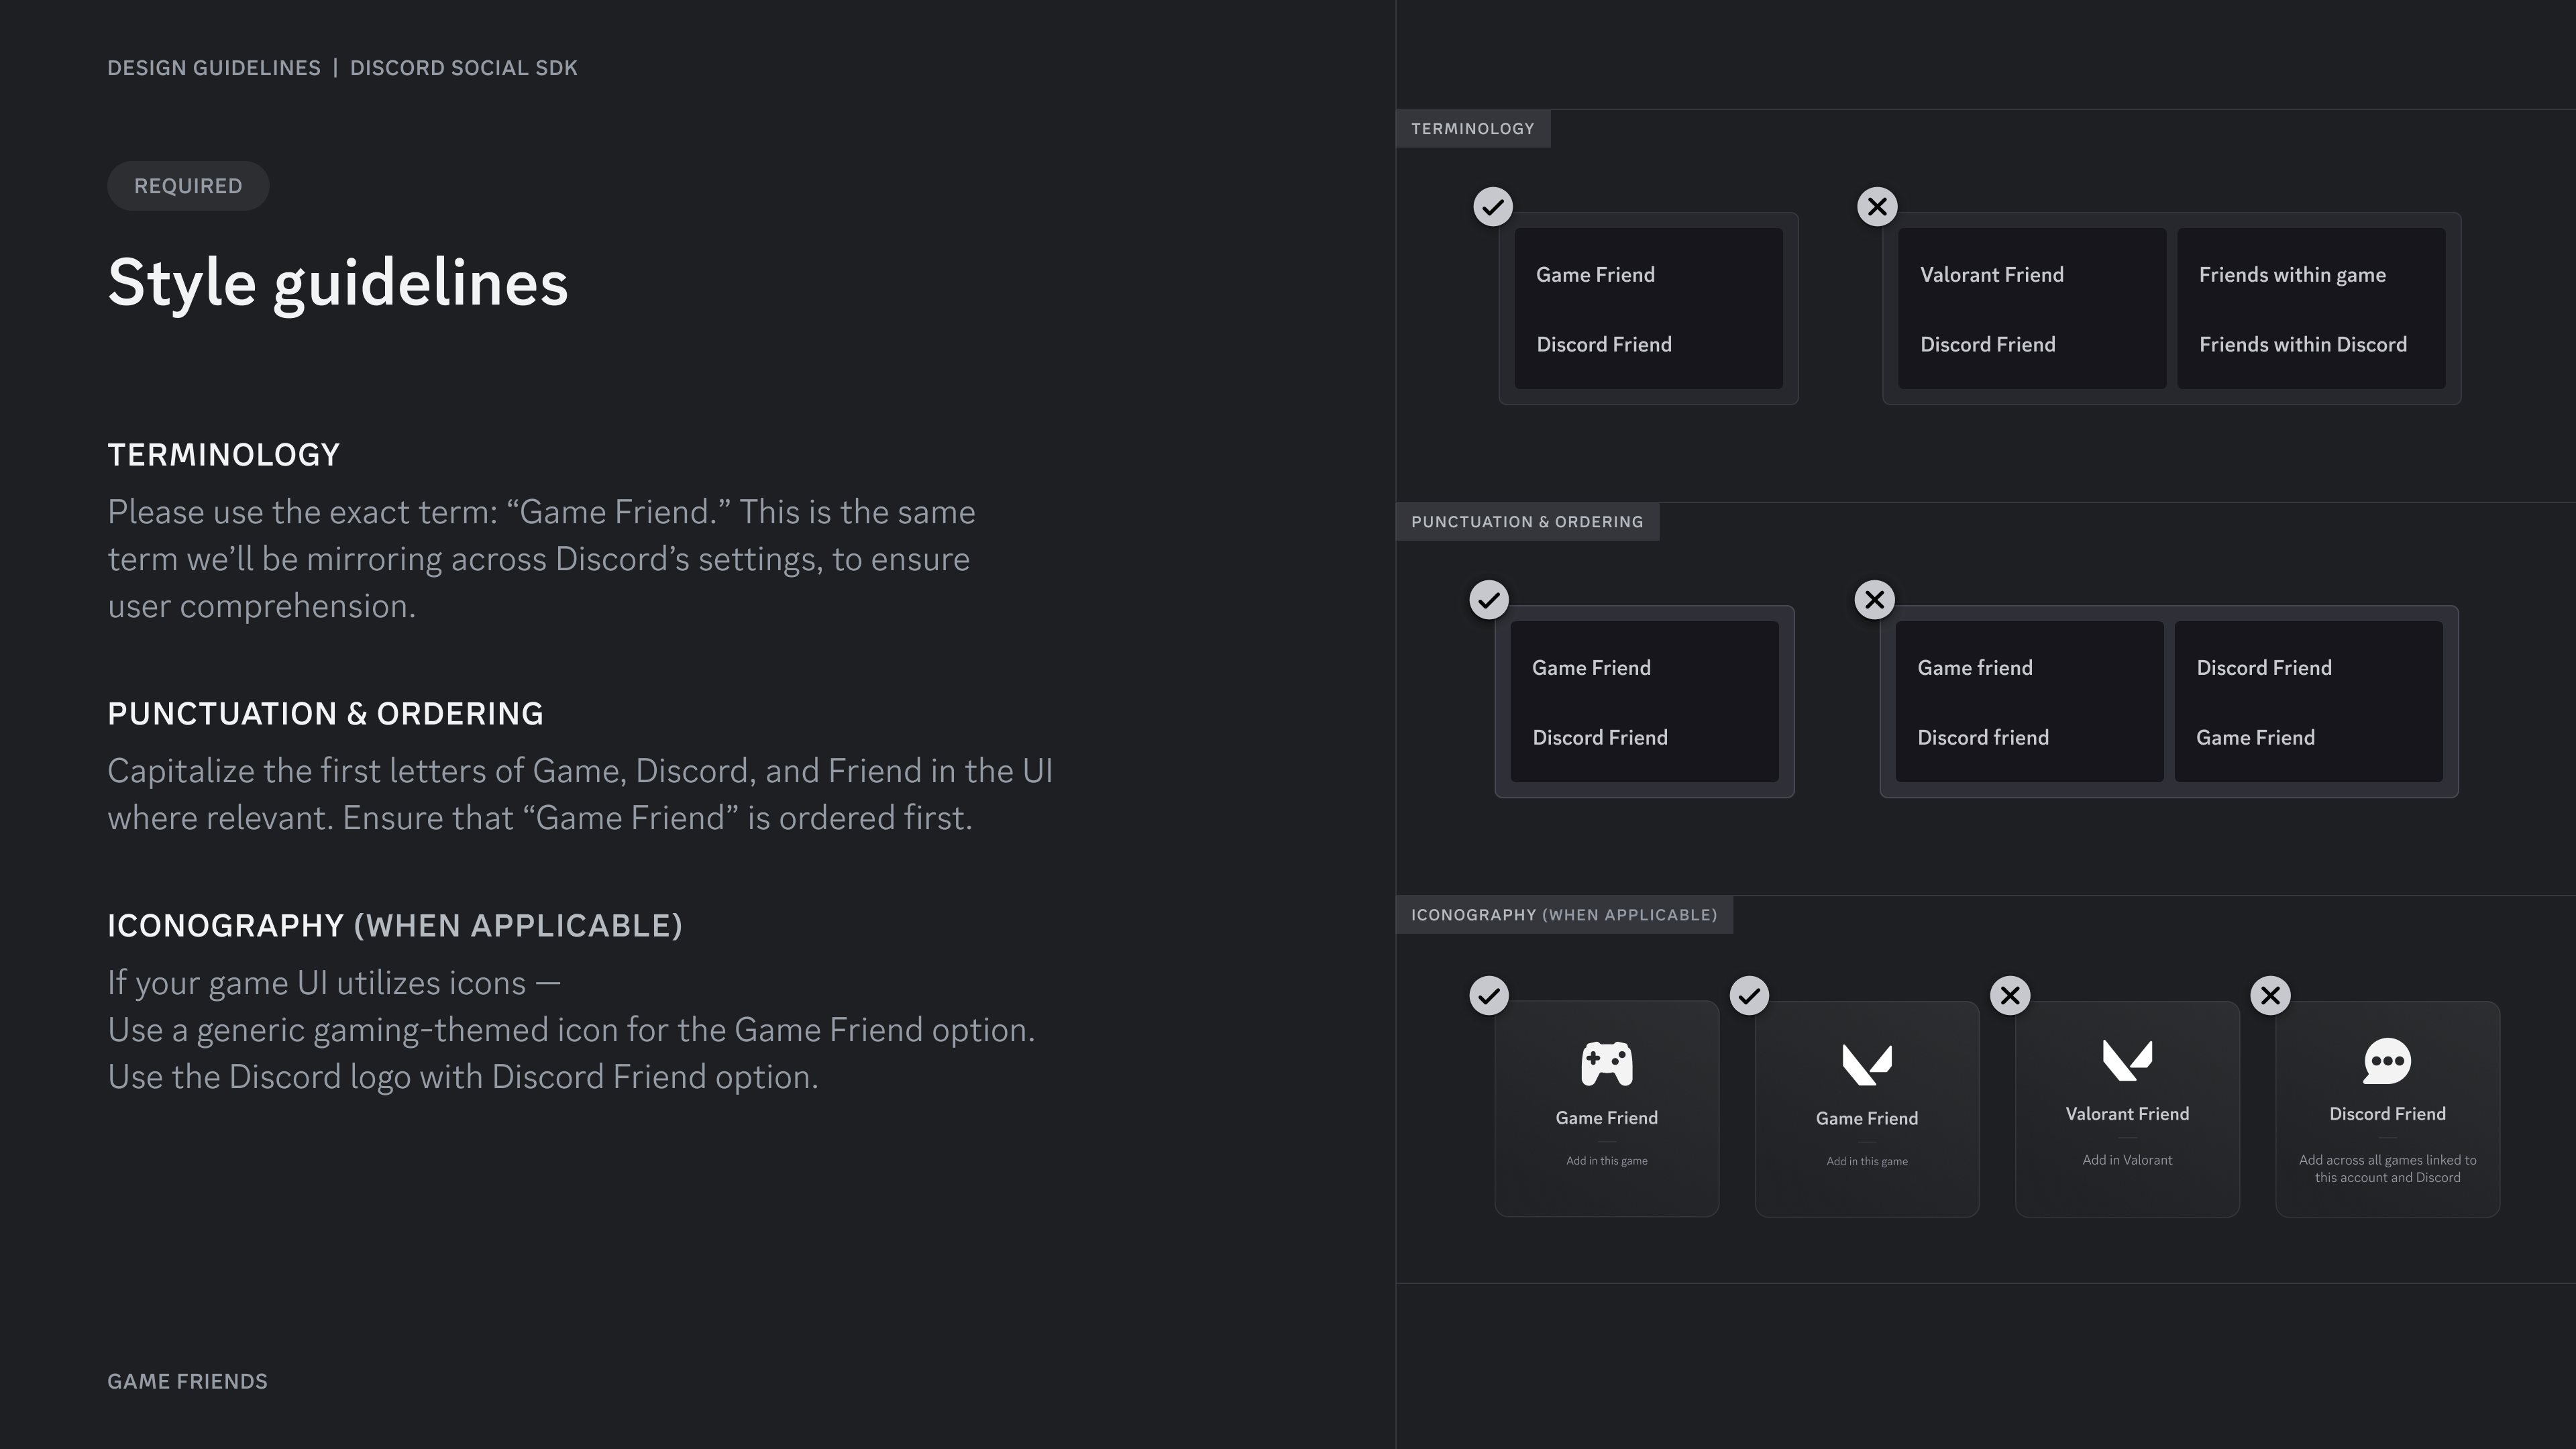 DESIGN GUIDELINES | DISCORD SOCIAL SDK
REQUIRED
Style guidelines
TERMINOLOGY
Please use the exact term: “Game Friend.” This is the same
term we’ll be mirroring across Discord’s settings, to ensure
user comprehension.
PUNCTUATION & ORDERING
Capitalize the first letters of Game, Discord, and Friend in the UI
where relevant. Ensure that “Game Friend” is ordered first.
ICONOGRAPHY (WHEN APPLICABLE)
If your game UI utilizes icons —
Use a generic gaming-themed icon for the Game Friend option.
Use the Discord logo with Discord Friend option.
GAME FRIENDS
TERMINOLOGY
Game Friend
Discord Friend
Valorant Friend
Discord Friend
Friends within game
Friends within Discord
PUNCTUATION & ORDERING
Game Friend
Discord Friend
Game friend
Discord friend
Discord Friend
Game Friend
ICONOGRAPHY (WHEN APPLICABLE)
Game Friend
Add in this game
Game Friend
Add in this game
Valorant Friend
Add in Valorant
Discord Friend
Add across all games linked to
this account and Discord